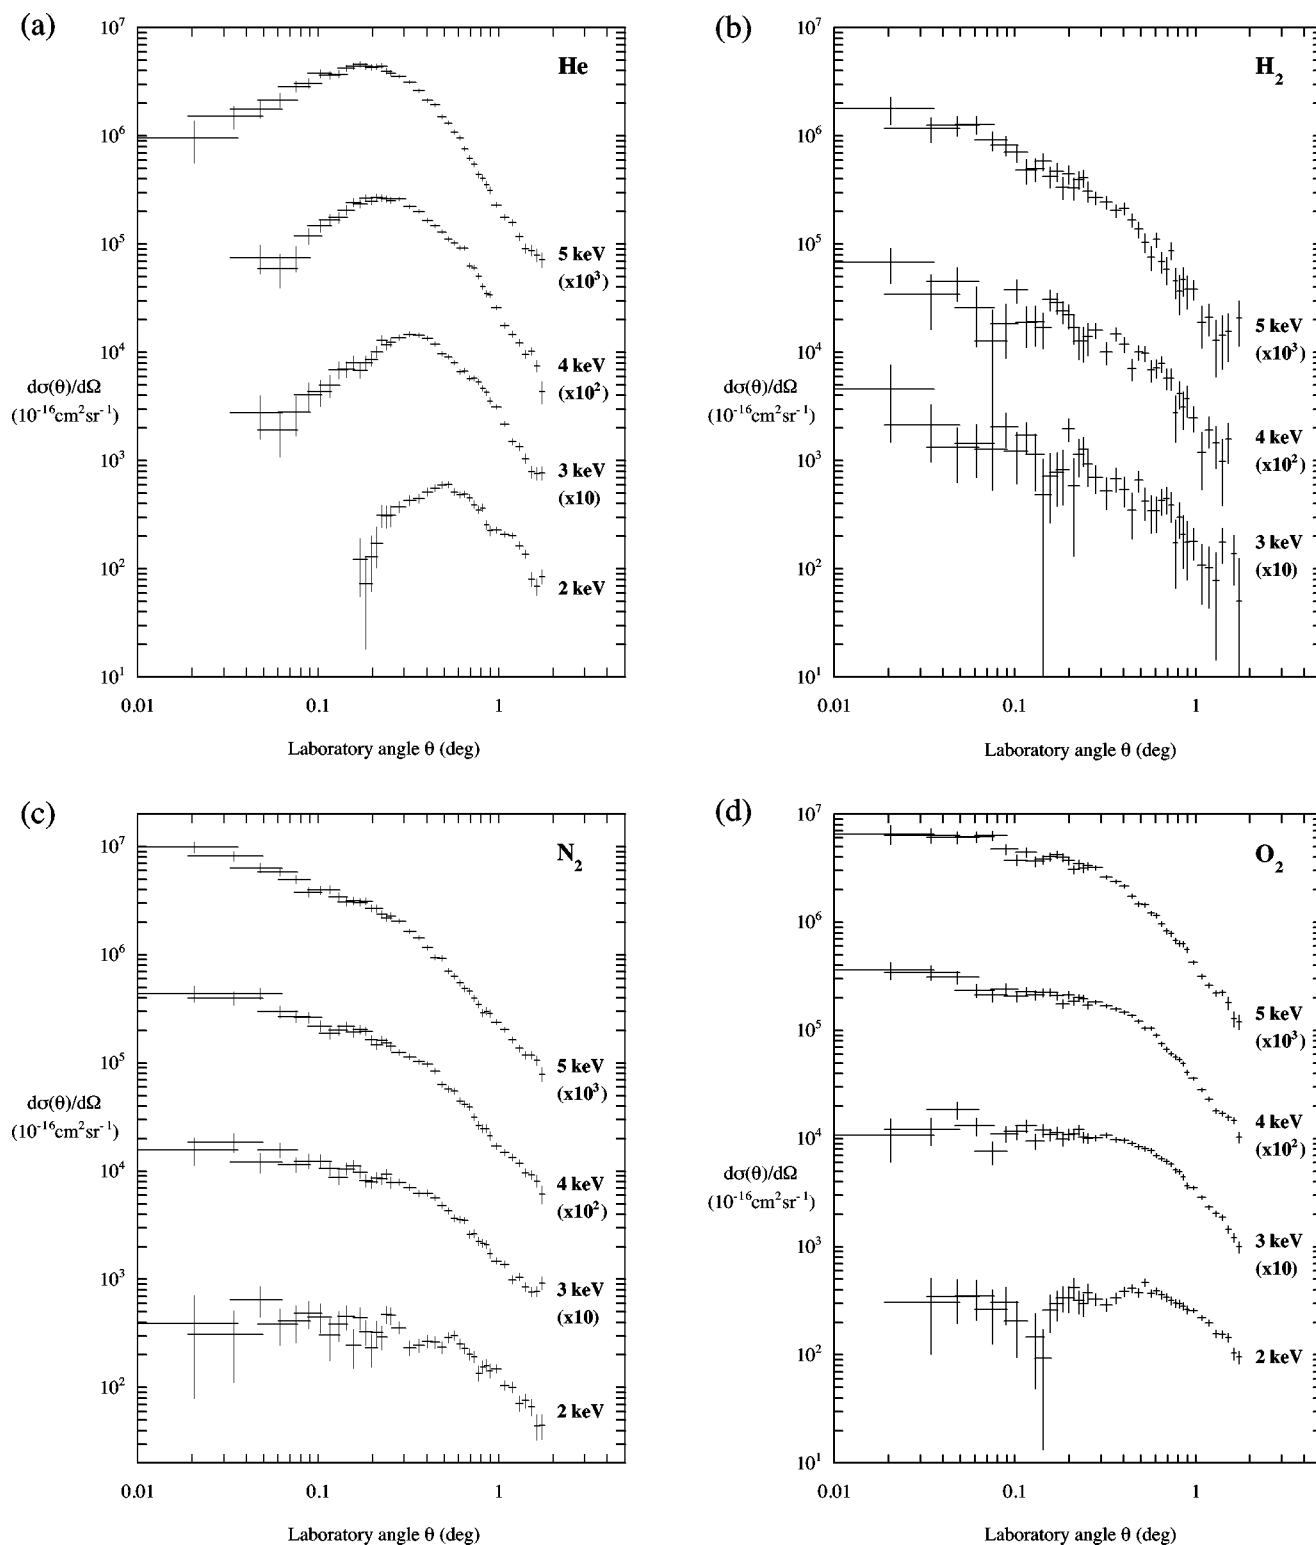 (a)
He
10⁷
10⁶
10⁵
10⁴
10³
10²
10¹
5 keV
(x10³)
4 keV
(x10²)
3 keV
(x10)
2 keV
dσ(θ)/dΩ
(10⁻¹⁶cm²sr⁻¹)
0.01
0.1
1
Laboratory angle θ (deg)
(b)
H₂
10⁷
10⁶
10⁵
10⁴
10³
10²
10¹
5 keV
(x10³)
4 keV
(x10²)
3 keV
(x10)
0.01
0.1
1
Laboratory angle θ (deg)
(c)
N₂
10⁷
10⁶
10⁵
10⁴
10³
10²
5 keV
(x10³)
4 keV
(x10²)
3 keV
(x10)
2 keV
dσ(θ)/dΩ
(10⁻¹⁶cm²sr⁻¹)
0.01
0.1
1
Laboratory angle θ (deg)
(d)
O₂
10⁷
10⁶
10⁵
10⁴
10³
10²
10¹
5 keV
(x10³)
4 keV
(x10²)
3 keV
(x10)
2 keV
dσ(θ)/dΩ
(10⁻¹⁶cm²sr⁻¹)
0.01
0.1
1
Laboratory angle θ (deg)